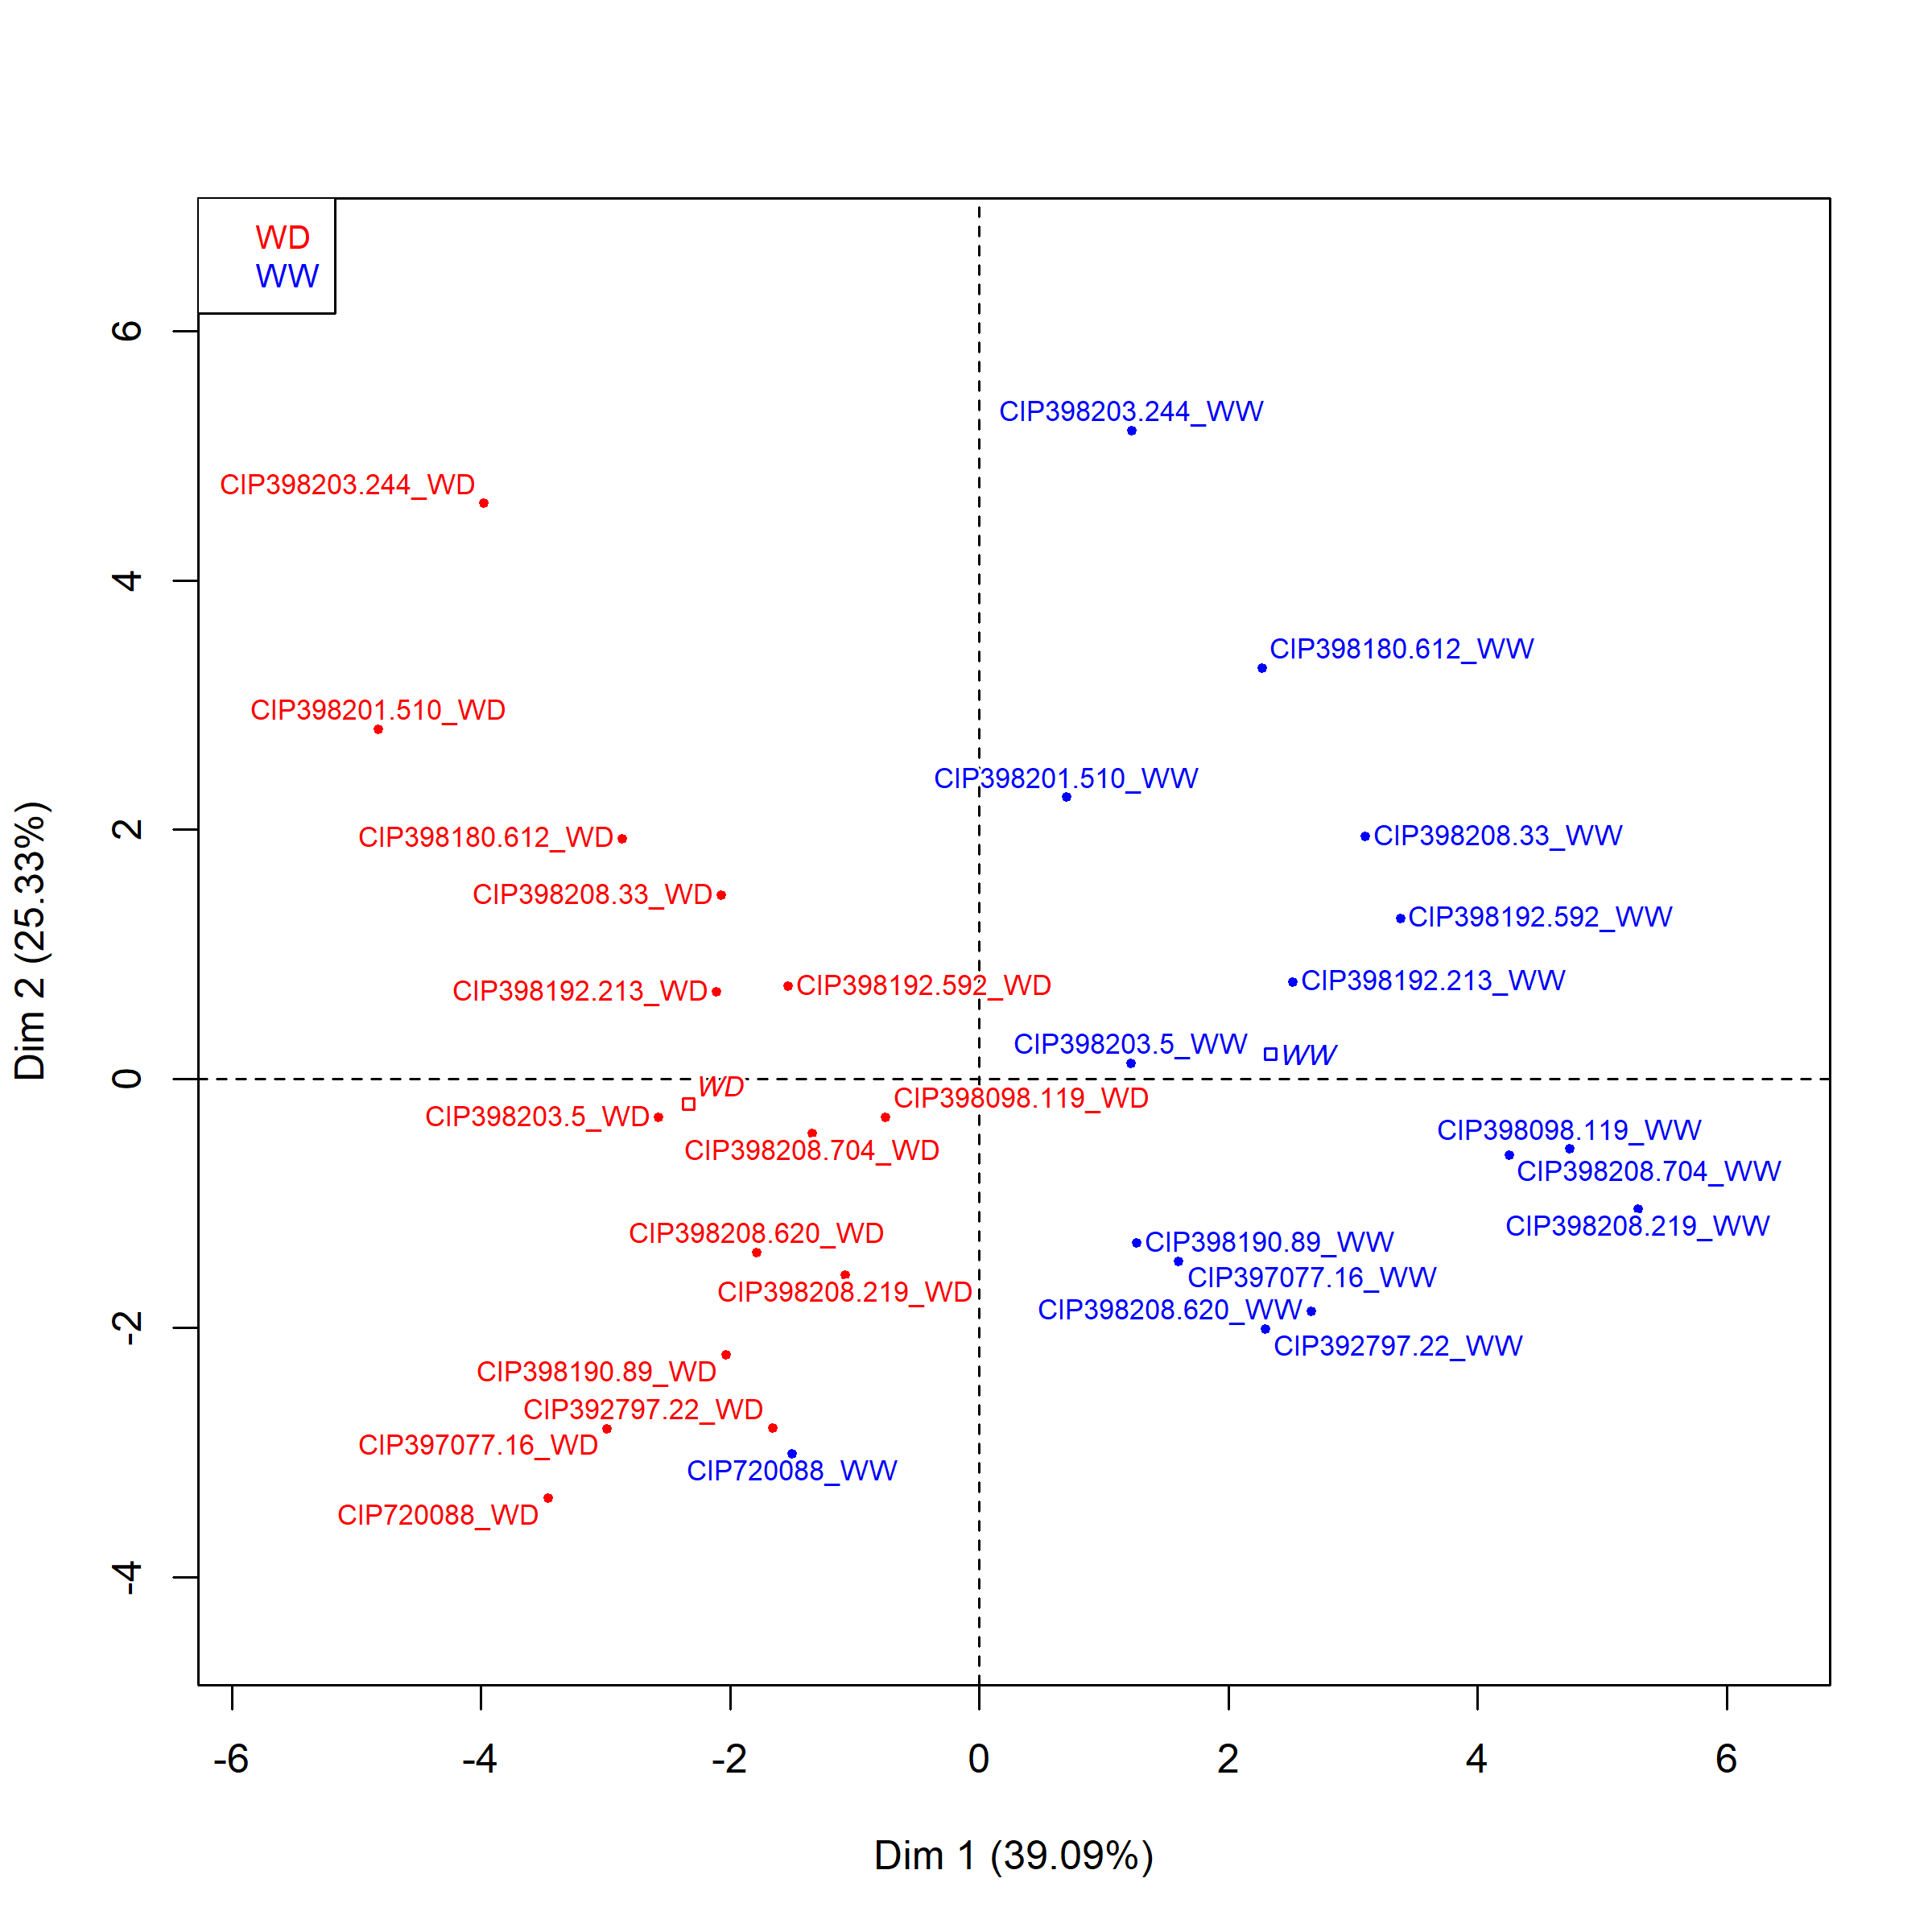 WD
WW
CIP398203.244_WW
CIP398203.244_WD
CIP398180.612_WW
CIP398201.510_WD
CIP398201.510_WW
CIP398180.612_WD
CIP398208.33_WW
CIP398208.33_WD
CIP398192.592_WW
CIP398192.213_WD
CIP398192.592_WD
CIP398192.213_WW
CIP398203.5_WW
WW
WD
CIP398203.5_WD
CIP398098.119_WD
CIP398208.704_WD
CIP398098.119_WW
CIP398208.704_WW
CIP398208.219_WW
CIP398208.620_WD
CIP398190.89_WW
CIP398208.219_WD
CIP397077.16_WW
CIP398208.620_WW
CIP392797.22_WW
CIP398190.89_WD
CIP392797.22_WD
CIP397077.16_WD
CIP720088_WW
CIP720088_WD
6
4
2
0
-2
-4
Dim 2 (25.33%)
-6 -4 -2 0 2 4 6
Dim 1 (39.09%)